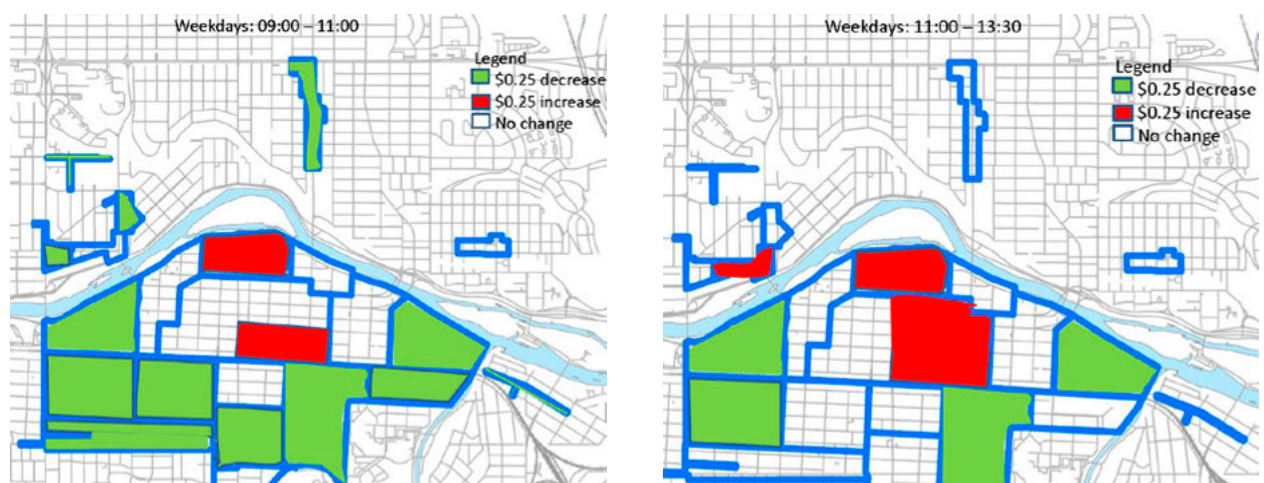 Weekdays: 09:00 – 11:00
Legend
$0.25 decrease
$0.25 increase
No change
Weekdays: 11:00 – 13:30
Legend
$0.25 decrease
$0.25 increase
No change